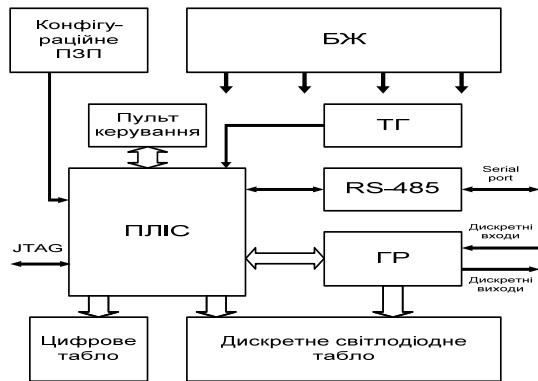 Конфігу-
раційне
ПЗП
БЖ
Пульт
керування
ТГ
ПЛІС
RS-485
Serial
port
JTAG
ГР
Дискретні
входи
Дискретні
виходи
Цифрове
табло
Дискретне світлодіодне
табло